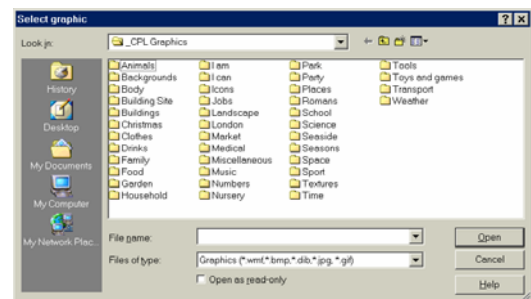 Select graphic
Look in: _CPL Graphics
History
Desktop
My Documents
My Computer
My Network Plac...
Animals
Backgrounds
Body
Building Site
Buildings
Christmas
Clothes
Drinks
Family
Food
Garden
Household
I am
I can
Icons
Jobs
Landscape
London
Market
Medical
Miscellaneous
Music
Numbers
Nursery
Park
Party
Places
Romans
School
Science
Seaside
Seasons
Space
Sport
Textures
Time
Tools
Toys and games
Transport
Weather
File name:
Open
Files of type: Graphics (*.wmf,*.bmp,*.dib,*.jpg, *.gif)
Cancel
Open as read-only
Help